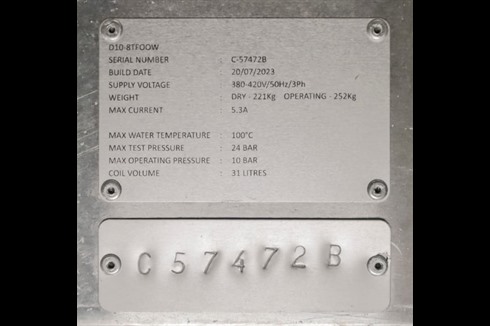 D10-8TFOOW
SERIAL NUMBER : C-57472B
BUILD DATE : 20/07/2023
SUPPLY VOLTAGE : 380-420V/50Hz/3Ph
WEIGHT : DRY - 221Kg OPERATING - 252Kg
MAX CURRENT : 5.3A
MAX WATER TEMPERATURE : 100°C
MAX TEST PRESSURE : 24 BAR
MAX OPERATING PRESSURE : 10 BAR
COIL VOLUME : 31 LITRES
C57472B